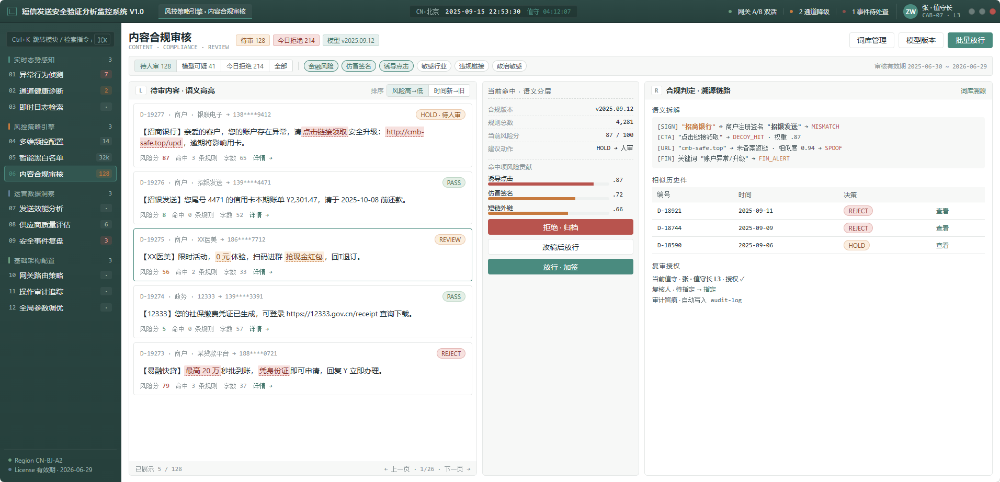 短信发送安全验证分析监控系统 V1.0
风控策略引擎 › 内容合规审核
CN·北京 2025-09-15 22:53:30 值守 04:12:07
网关 A/B 双活
2 通道降级
1 事件待处置
ZW
张 · 值守长
CAB-07 · L3
Ctrl+K 跳转模块 / 检索指令 / ⌘K
实时态势感知 3
01 异常行为侦测 7
02 通道健康诊断 2
03 即时日志检索 ·
风控策略引擎 3
04 多维频控配置 14
05 智能黑白名单 32k
06 内容合规审核 128
运营数据洞察 3
07 发送效能分析 ·
08 供应商质量评估 6
09 安全事件复盘 3
基础架构配置 3
10 网关路由策略 ·
11 操作审计追踪 ·
12 全局参数调优 ·
Region CN-BJ-A2
License 有效期 · 2026-06-29
内容合规审核
CONTENT · COMPLIANCE · REVIEW
待审 128
今日拒绝 214
模型 v2025.09.12
词库管理
模型版本
批量放行
待人审 128
模型可疑 41
今日拒绝 214
全部
金融风险
仿冒签名
诱导点击
敏感行业
违规链接
政治敏感
审核有效期 2025-06-30 ~ 2026-06-29
L 待审内容 · 语义高亮
排序 风险高→低 时间新→旧
D-19277 · 商户 · 银联电子 → 138****9412 HOLD · 待人审
【招商银行】亲爱的客户，您的账户存在异常，请点击链接领取安全升级：http://cmb-
safe.top/upd，逾期将影响用卡。
风险分 87 命中 3 条规则 字数 65 详情 →
D-19276 · 商户 · 招银发送 → 139****4471 PASS
【招银发送】您尾号 4471 的信用卡本期账单 ¥2,301.47，请于 2025-10-08 前还款。
风险分 8 命中 0 条规则 字数 52 详情 →
D-19275 · 商户 · XX医美 → 186****7712 REVIEW
【XX医美】限时活动，0 元体验，扫码进群 抢现金红包，回T退订。
风险分 56 命中 2 条规则 字数 33 详情 →
D-19274 · 政务 · 12333 → 139****3391 PASS
【12333】您的社保缴费凭证已生成，可登录 https://12333.gov.cn/receipt 查询下载。
风险分 5 命中 0 条规则 字数 57 详情 →
D-19273 · 商户 · 某贷款平台 → 188****0721 REJECT
【易融快贷】最高 20 万秒批到账，凭身份证即可申请，回复 Y 立即办理。
风险分 79 命中 3 条规则 字数 37 详情 →
已展示 5 / 128
← 上一页 · 1/26 · 下一页 →
当前命中 · 语义分层
合规版本 v2025.09.12
规则总数 4,281
当前风险分 87 / 100
建议动作 HOLD → 人审
命中项风险贡献
诱导点击 .87
仿冒签名 .72
短链外链 .66
拒绝 · 归档
改稿后放行
放行 · 加签
R 合规判定 · 溯源链路
词库溯源
语义拆解
[SIGN] "招商银行" ↔ 商户注册签名 "招银发送" → MISMATCH
[CTA] "点击链接领取" → DECOY_HIT · 权重 .87
[URL] "cmb-safe.top" → 未备案短链 · 相似度 0.94 → SPOOF
[FIN] 关键词 "账户异常/升级" → FIN_ALERT
相似历史件
编号 时间 决策
D-18921 2025-09-11 REJECT 查看
D-18744 2025-09-09 REJECT 查看
D-18590 2025-09-06 HOLD 查看
复审授权
当前值守 · 张 · 值守长 L3 · 授权 ✓
复核人 · 待指定 → 指定
审计留痕 · 自动写入 audit-log